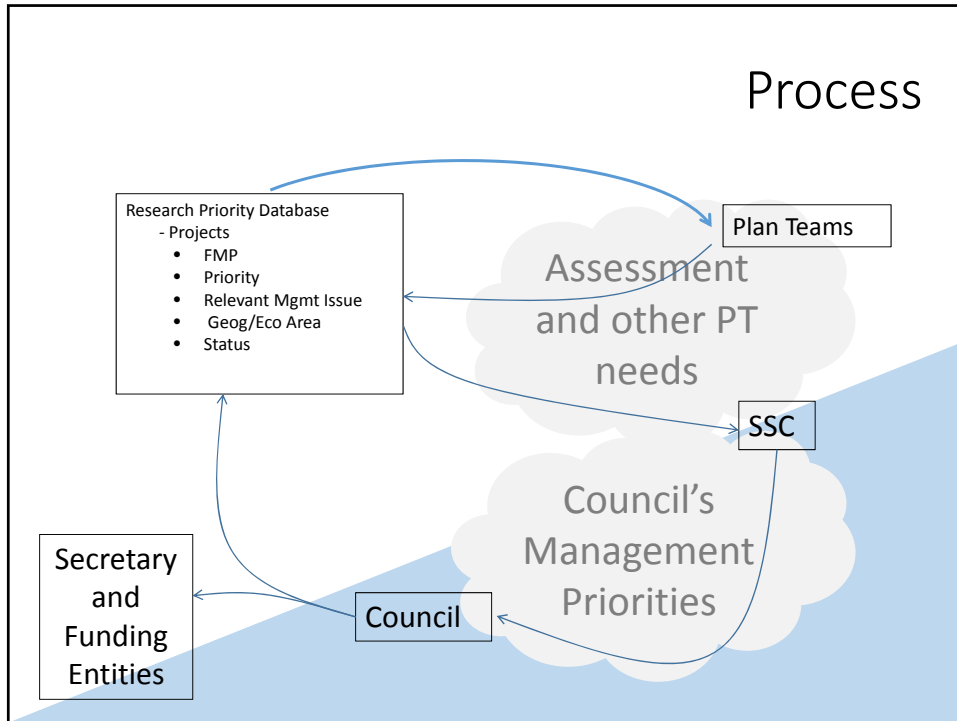 Process
Research Priority Database
- Projects
• FMP
• Priority
• Relevant Mgmt Issue
• Geog/Eco Area
• Status
Plan Teams
Assessment
and other PT
needs
SSC
Council's
Management
Priorities
Secretary
and
Funding
Entities
Council